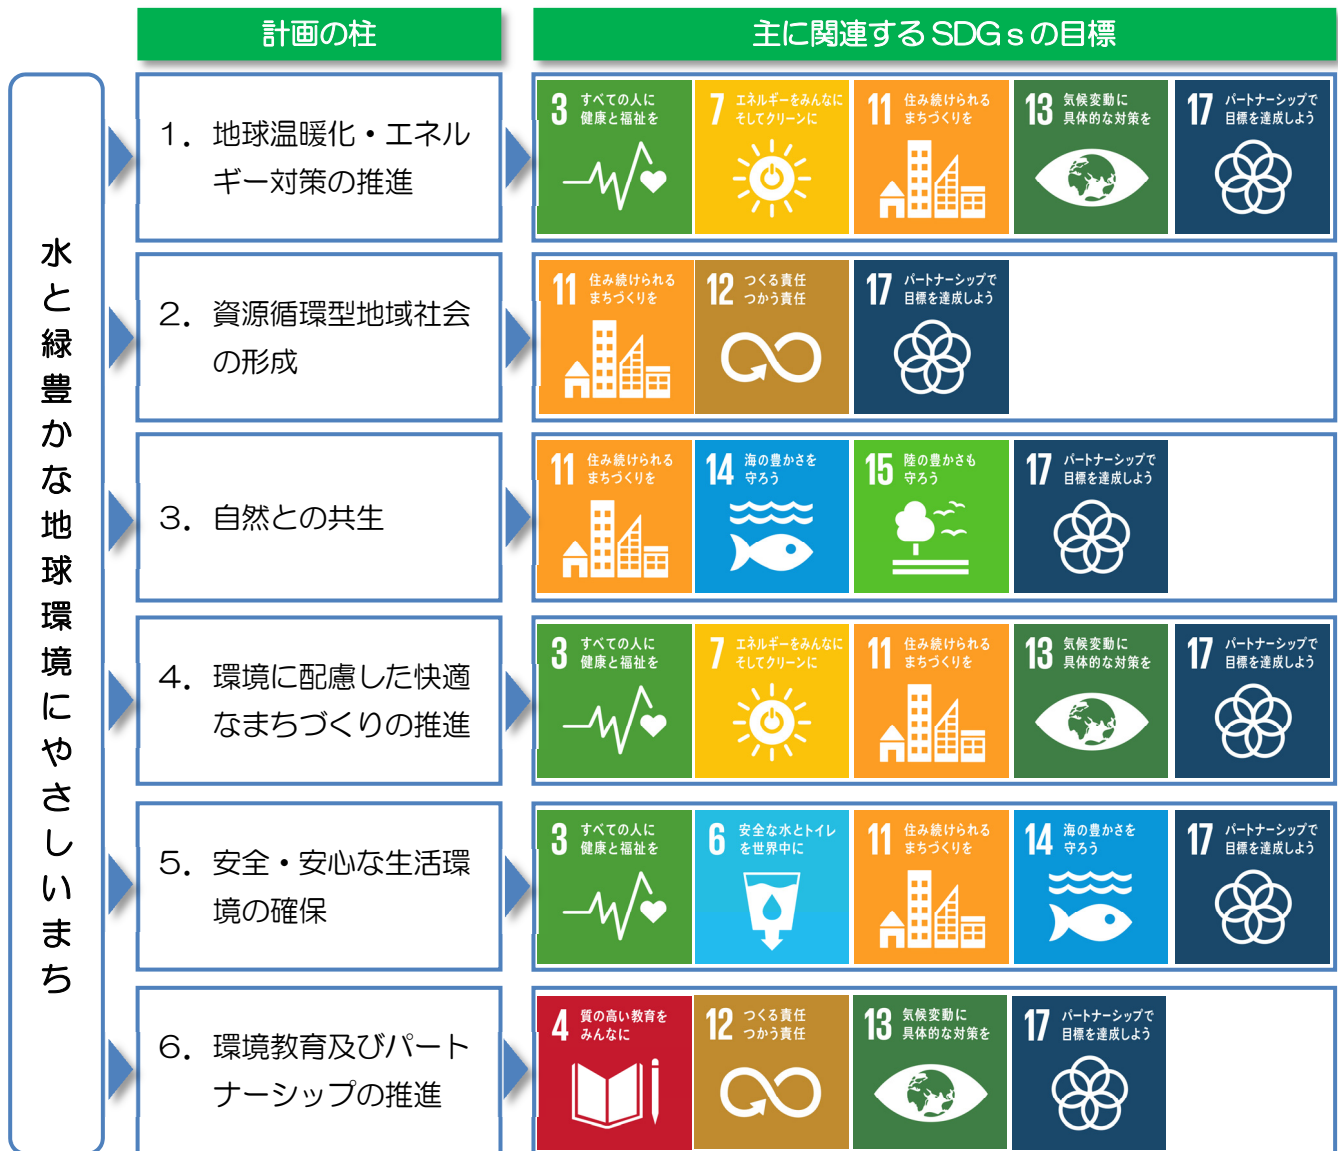 計画の柱
主に関連するSDGsの目標
水と緑豊かな地球環境にやさしいまち
1．地球温暖化・エネル
ギー対策の推進
3 すべての人に
健康と福祉を
7 エネルギーをみんなに
そしてクリーンに
11 住み続けられる
まちづくりを
13 気候変動に
具体的な対策を
17 パートナーシップで
目標を達成しよう
2．資源循環型地域社会
の形成
11 住み続けられる
まちづくりを
12 つくる責任
つかう責任
17 パートナーシップで
目標を達成しよう
3．自然との共生
11 住み続けられる
まちづくりを
14 海の豊かさを
守ろう
15 陸の豊かさも
守ろう
17 パートナーシップで
目標を達成しよう
4．環境に配慮した快適
なまちづくりの推進
3 すべての人に
健康と福祉を
7 エネルギーをみんなに
そしてクリーンに
11 住み続けられる
まちづくりを
13 気候変動に
具体的な対策を
17 パートナーシップで
目標を達成しよう
5．安全・安心な生活環
境の確保
3 すべての人に
健康と福祉を
6 安全な水とトイレ
を世界中に
11 住み続けられる
まちづくりを
14 海の豊かさを
守ろう
17 パートナーシップで
目標を達成しよう
6．環境教育及びパート
ナーシップの推進
4 質の高い教育を
みんなに
12 つくる責任
つかう責任
13 気候変動に
具体的な対策を
17 パートナーシップで
目標を達成しよう